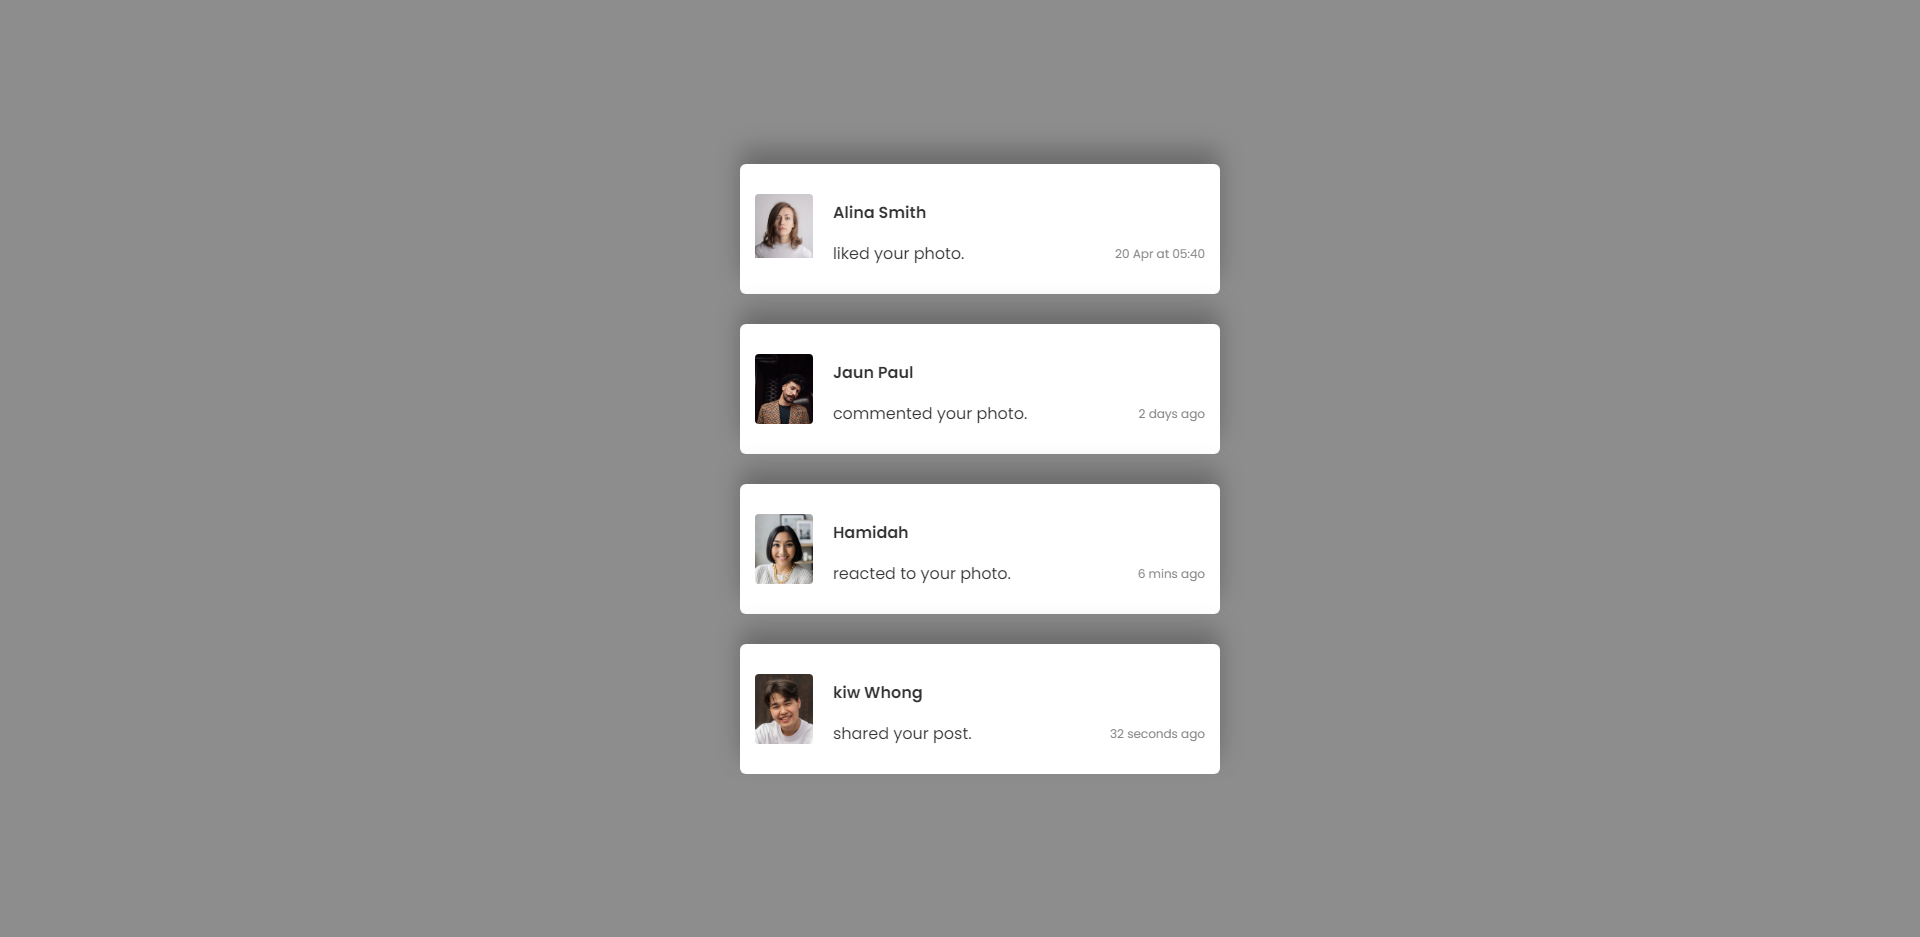 Alina Smith
liked your photo. 20 Apr at 05:40
Jaun Paul
commented your photo. 2 days ago
Hamidah
reacted to your photo. 6 mins ago
kiw Whong
shared your post. 32 seconds ago